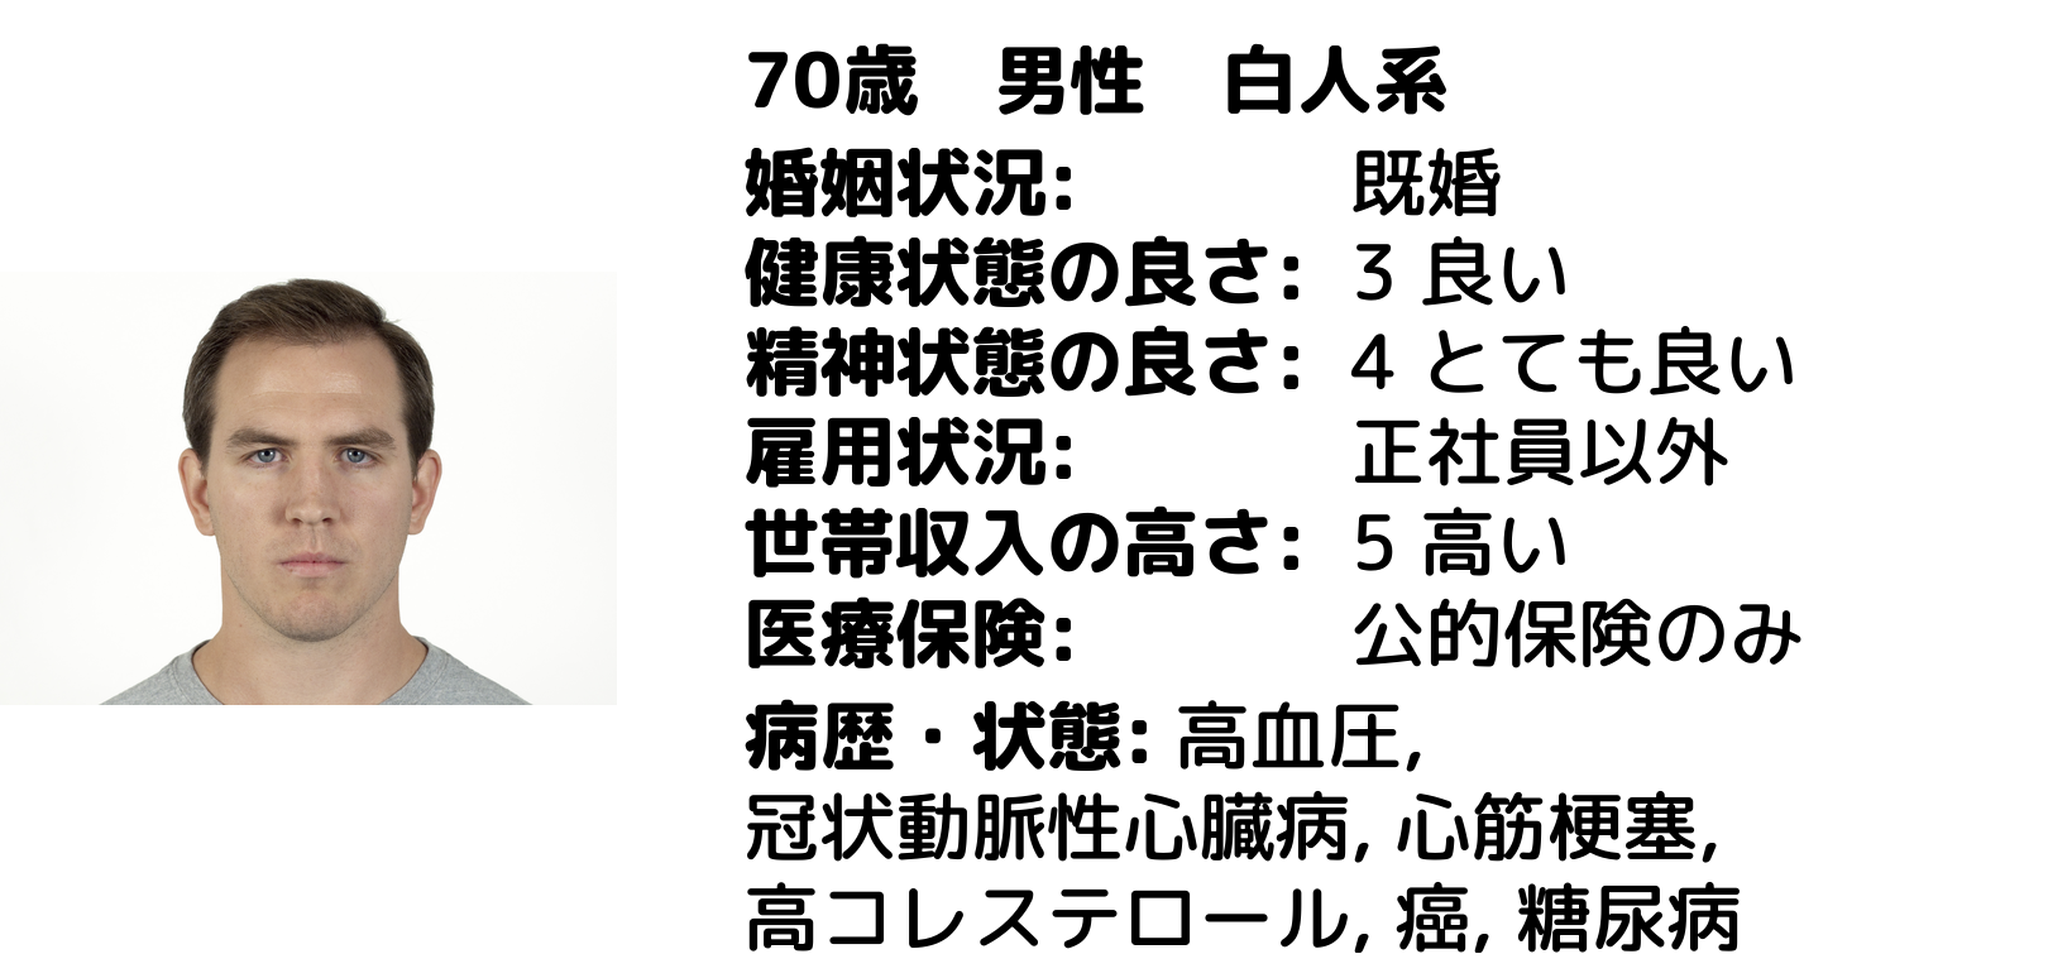 70歳　男性　白人系
婚姻状況: 既婚
健康状態の良さ: 3 良い
精神状態の良さ: 4 とても良い
雇用状況: 正社員以外
世帯収入の高さ: 5 高い
医療保険: 公的保険のみ
病歴・状態: 高血圧,
冠状動脈性心臓病, 心筋梗塞,
高コレステロール, 癌, 糖尿病